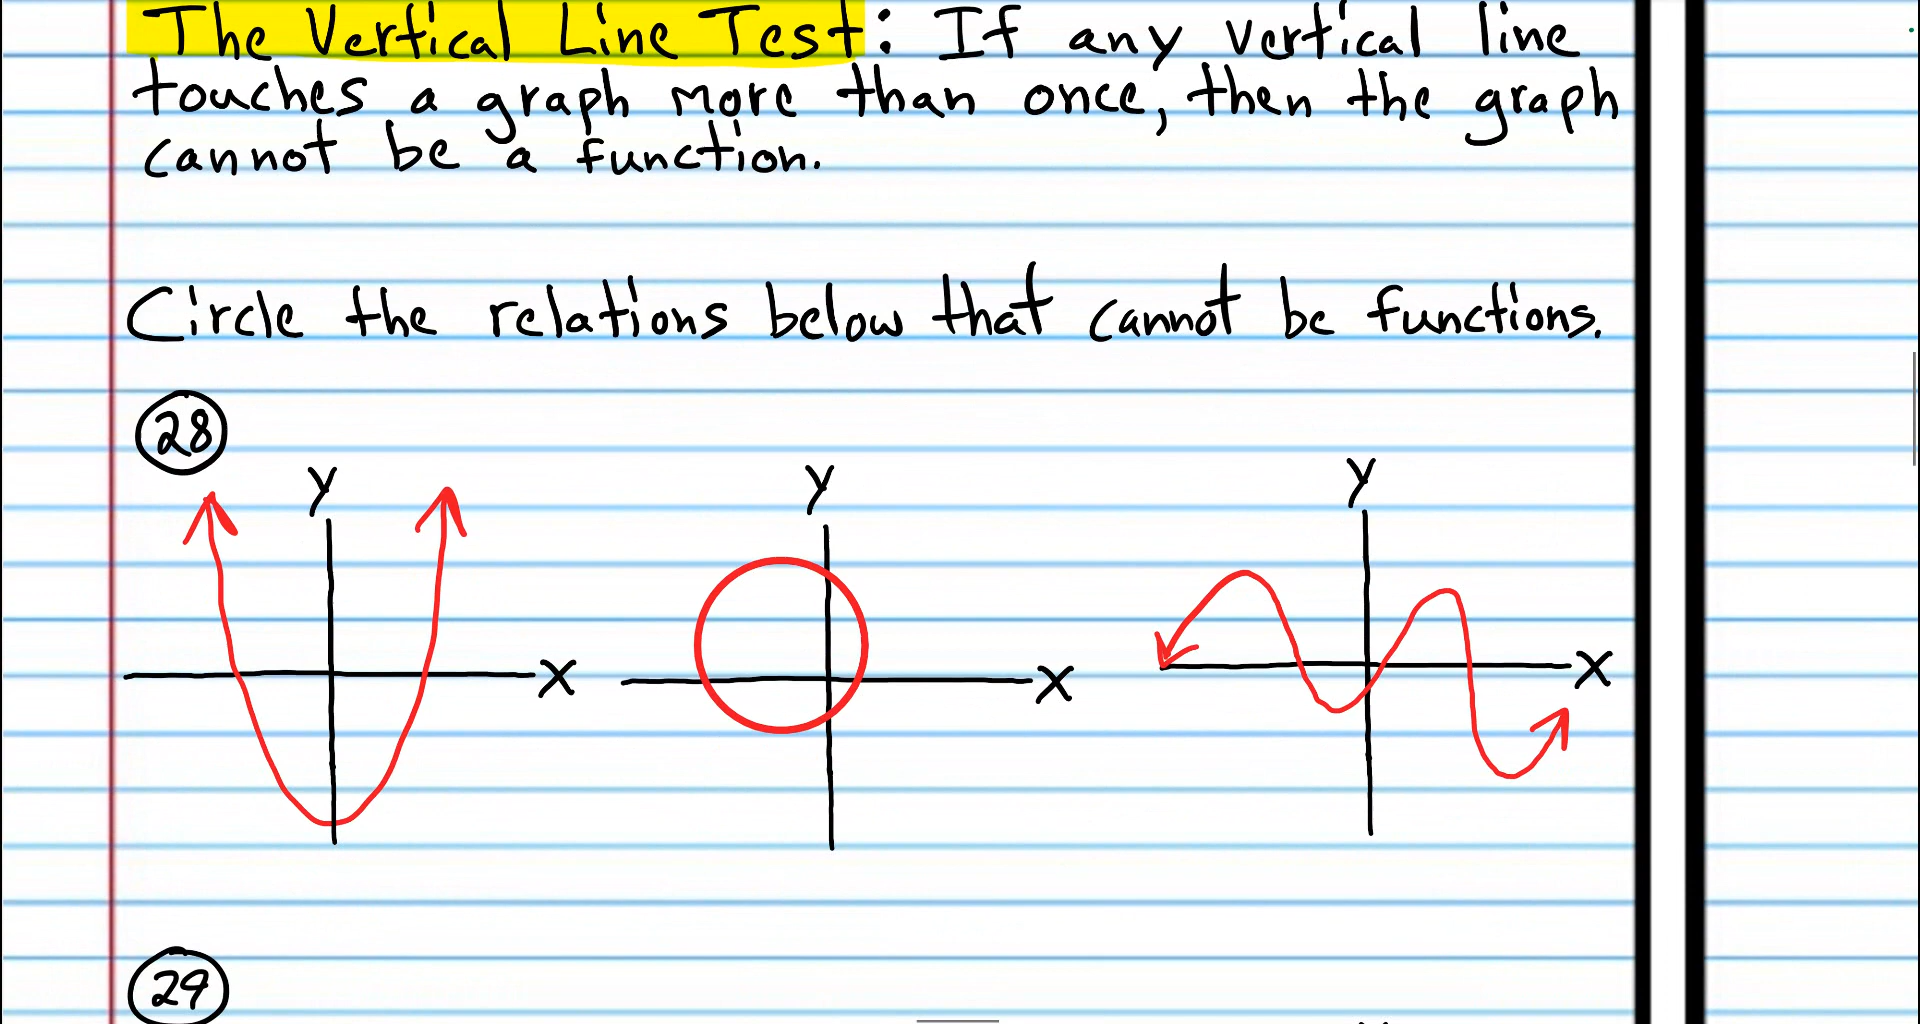 The Vertical Line Test: If any vertical line
touches a graph more than once, then the graph
cannot be a function.
Circle the relations below that cannot be functions.
28
y y y
x x x
29